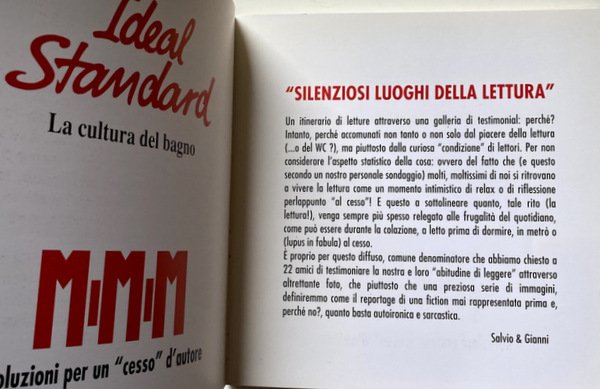 Ideal
Standard
La cultura del bagno
M·I·M·I·M
oluzioni per un "cesso" d'autore
"SILENZIOSI LUOGHI DELLA LETTURA"
Un itinerario di letture attraverso una galleria di testimonial: perché?
Intanto, perché accomunati non tanto o non solo dal piacere della lettura
(...o del WC ?), ma piuttosto dalla curiosa "condizione" di lettori. Per non
considerare l'aspetto statistico della cosa: ovvero del fatto che (e questo
secondo un nostro personale sondaggio) molti, moltissimi di noi si ritrovano
a vivere la lettura come un momento intimistico di relax o di riflessione
perlappunto "al cesso"! E questo a sottolineare quanto, tale rito (la
lettura!), venga sempre più spesso relegato alle frugalità del quotidiano,
come può essere durante la colazione, a letto prima di dormire, in metrò o
(lupus in fabula) al cesso.
È proprio per questo diffuso, comune denominatore che abbiamo chiesto a
22 amici di testimoniare la nostra e loro "abitudine di leggere" attraverso
altrettante foto, che piuttosto che una preziosa serie di immagini,
definiremmo come il reportage di una fiction mai rappresentata prima e,
perché no?, quanto basta autoironica e sarcastica.
Salvio & Gianni